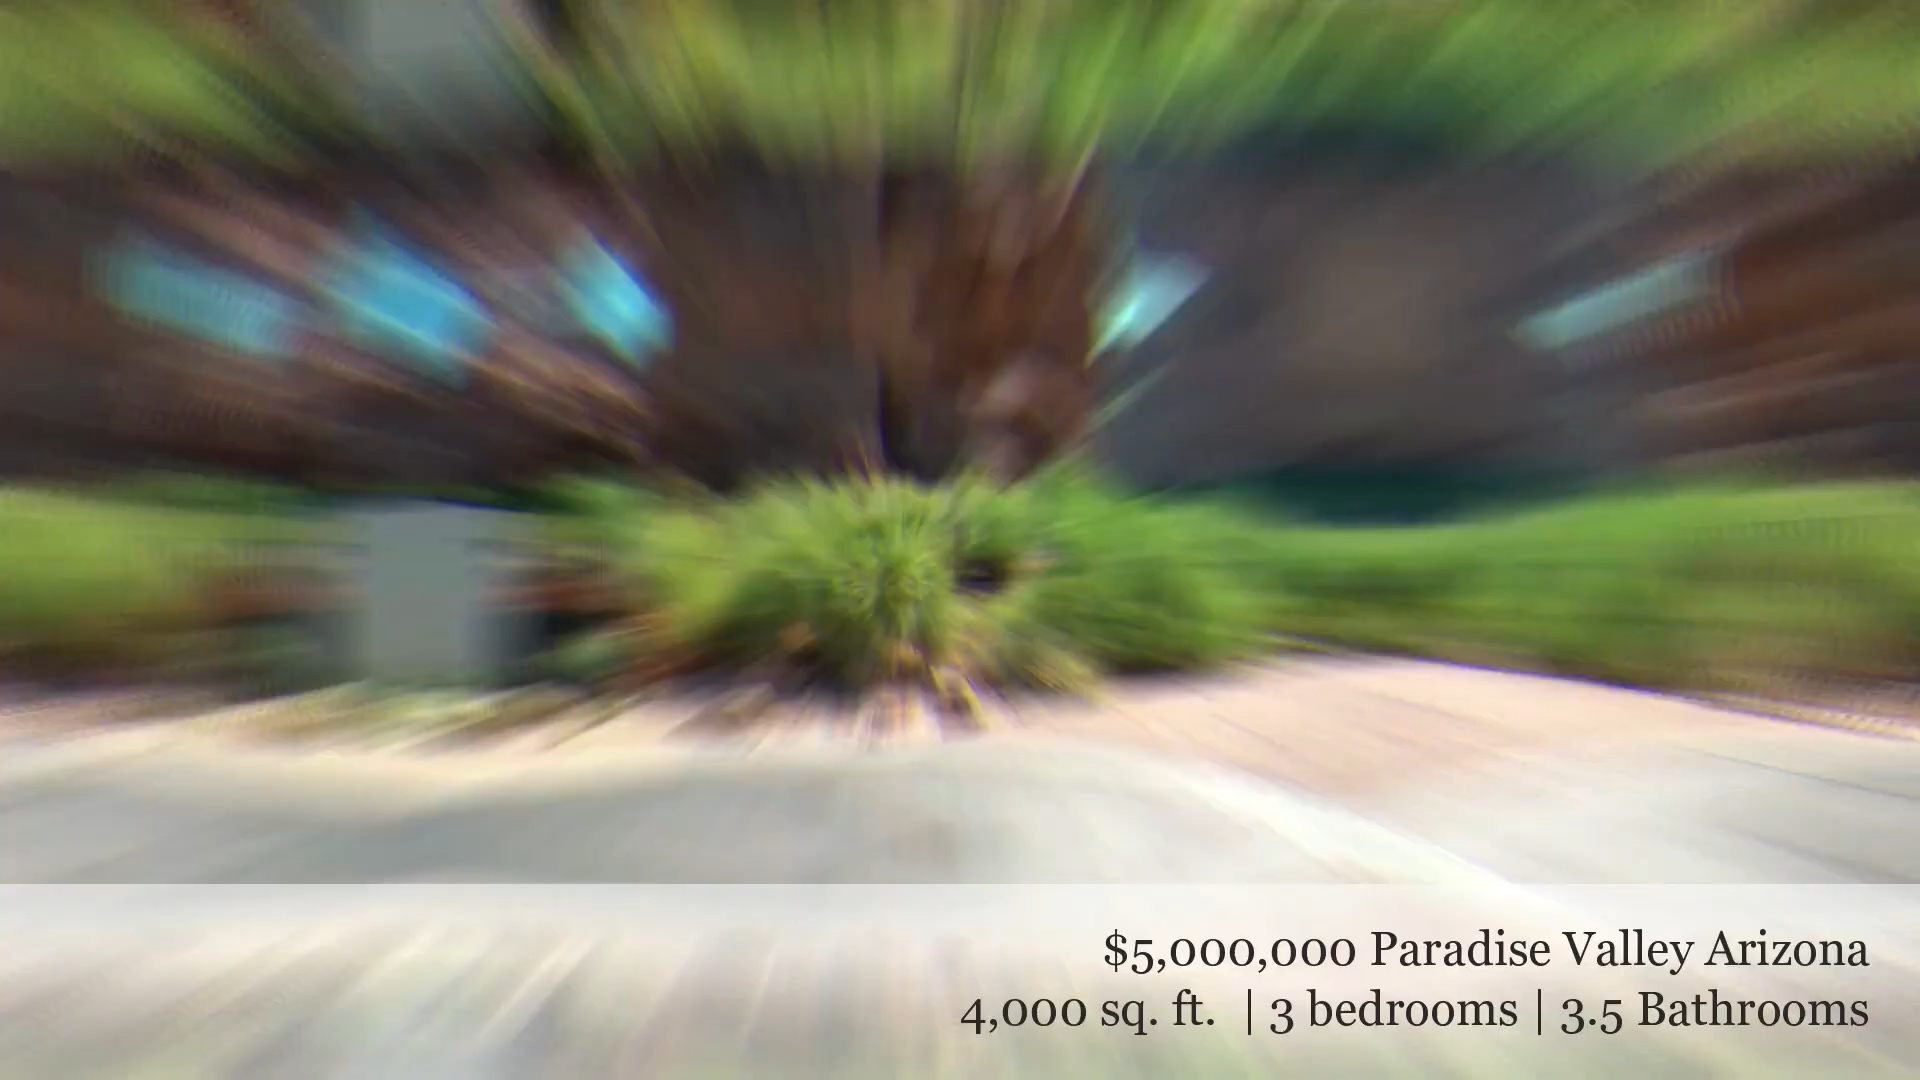 $5,000,000 Paradise Valley Arizona
4,000 sq. ft. | 3 bedrooms | 3.5 Bathrooms